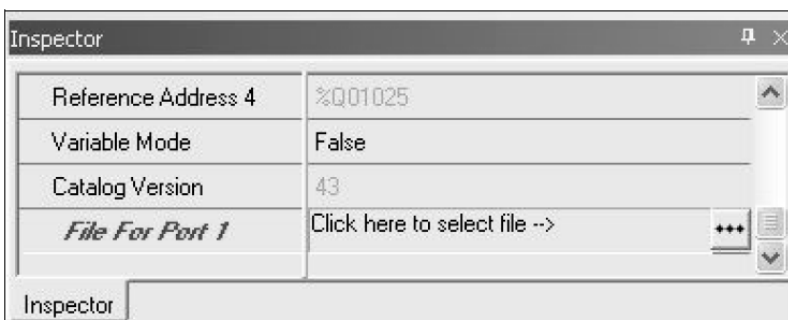 Inspector
Reference Address 4 %Q01025
Variable Mode False
Catalog Version 43
File For Port 1 Click here to select file -->
Inspector